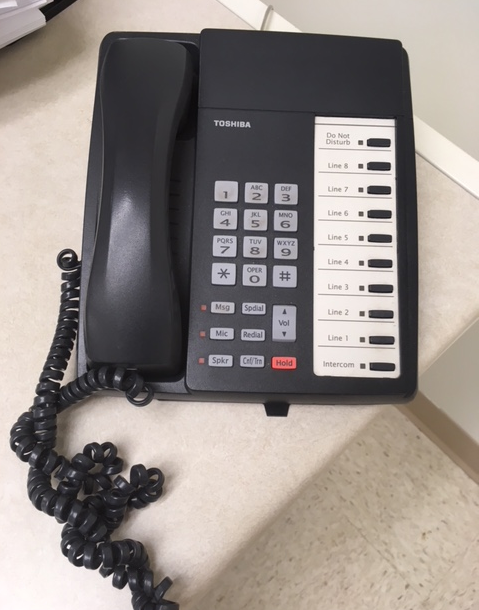 TOSHIBA
Do Not
Disturb
Line 8
Line 7
Line 6
Line 5
Line 4
Line 3
Line 2
Line 1
Intercom
1
ABC
2
DEF
3
GHI
4
JKL
5
MNO
6
PQRS
7
TUV
8
WXYZ
9
*
OPER
0
#
Msg
Spdial
Mic
Redial
Vol
Spkr
Cnf/Trn
Hold